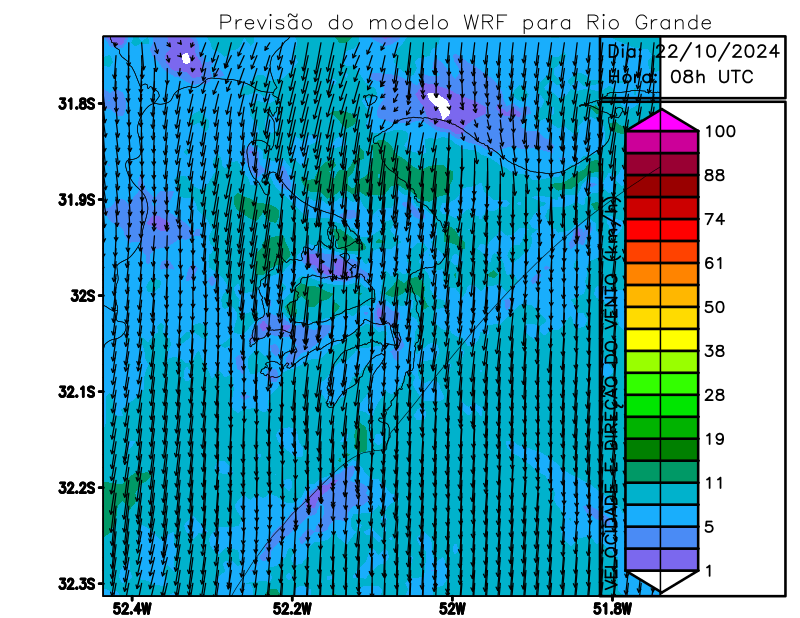 Previsão do modelo WRF para Rio Grande
Dia: 22/10/2024
Hora: 08h UTC
31.8S
31.9S
32S
32.1S
32.2S
32.3S
52.4W
52.2W
52W
51.8W
VELOCIDADE E DIREÇÃO DO VENTO (km/h)
100
88
74
61
50
38
28
19
11
5
1